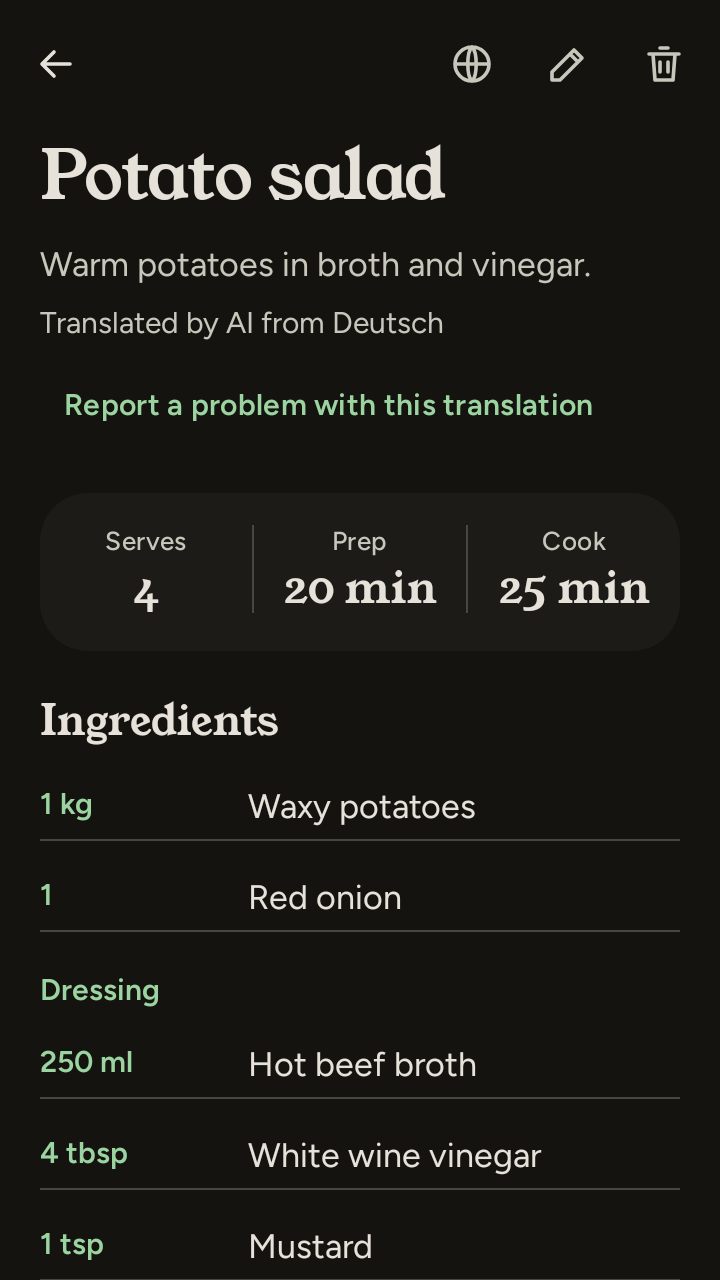 Potato salad
Warm potatoes in broth and vinegar.
Translated by AI from Deutsch
Report a problem with this translation
Serves Prep Cook
4 20 min 25 min
Ingredients
1 kg Waxy potatoes
1 Red onion
Dressing
250 ml Hot beef broth
4 tbsp White wine vinegar
1 tsp Mustard